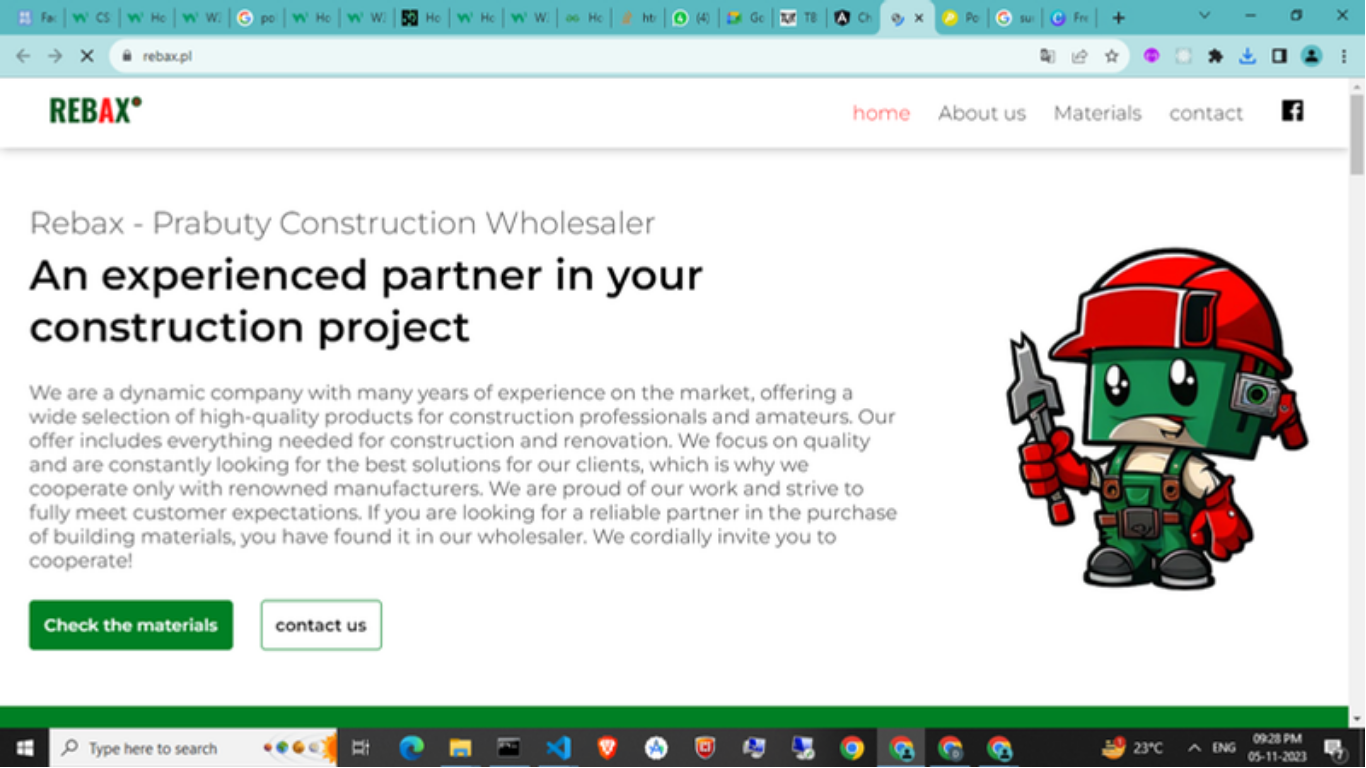 Fac
CS
Ho
W
po
Ho
W
Ho
Ho
W
Ho
htt
(4)
Go
TB
Ch
Po
su
Fre
rebax.pl
REBAX
home About us Materials contact
Rebax - Prabuty Construction Wholesaler
An experienced partner in your
construction project
We are a dynamic company with many years of experience on the market, offering a
wide selection of high-quality products for construction professionals and amateurs. Our
offer includes everything needed for construction and renovation. We focus on quality
and are constantly looking for the best solutions for our clients, which is why we
cooperate only with renowned manufacturers. We are proud of our work and strive to
fully meet customer expectations. If you are looking for a reliable partner in the purchase
of building materials, you have found it in our wholesaler. We cordially invite you to
cooperate!
Check the materials contact us
Type here to search
23°C
ENG
09:28 PM
05-11-2023